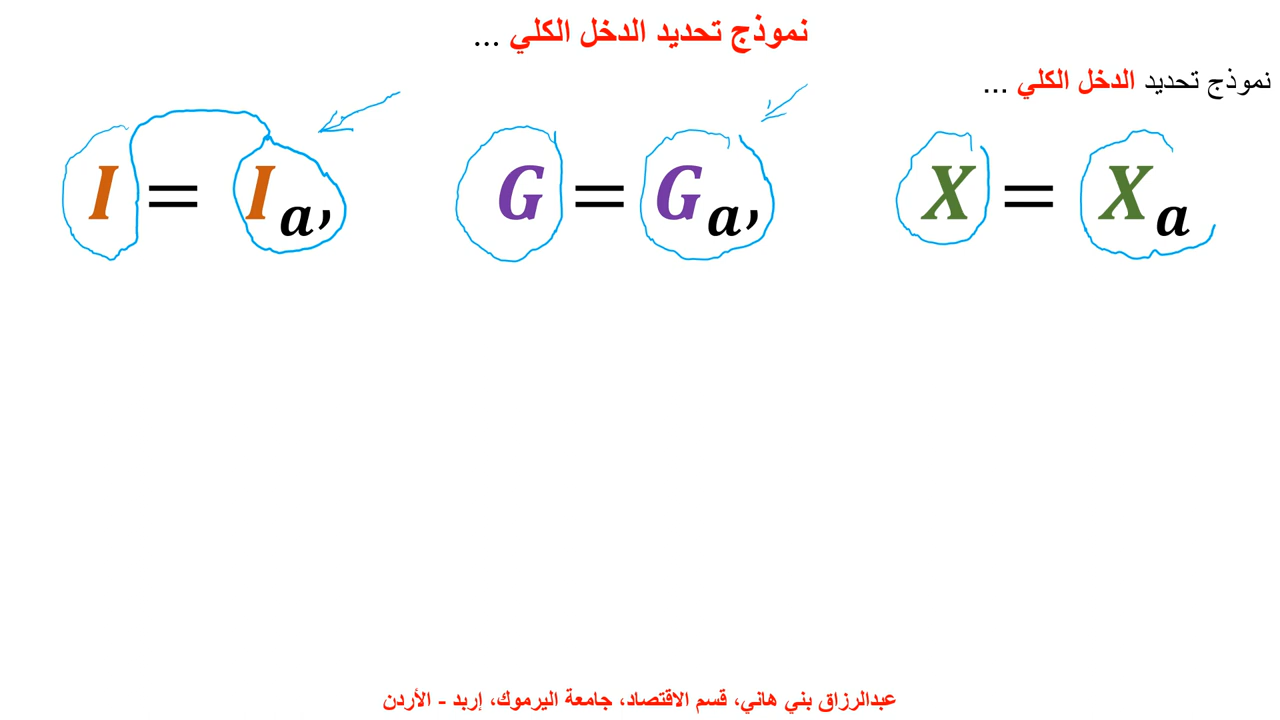 نموذج تحديد الدخل الكلي ...
نموذج تحديد الدخل الكلي ...
I = Iₐ, G = Gₐ, X = Xₐ
عبدالرزاق بني هاني، قسم الاقتصاد، جامعة اليرموك، إربد - الأردن